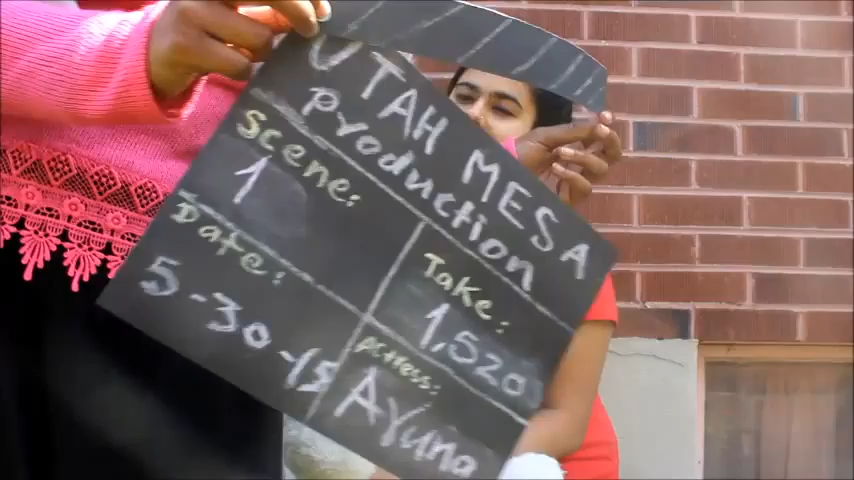 UTAH MESA
Production
Scene: 1
Take: 1,520
Date: 5-30-15
Actress: Ayuna